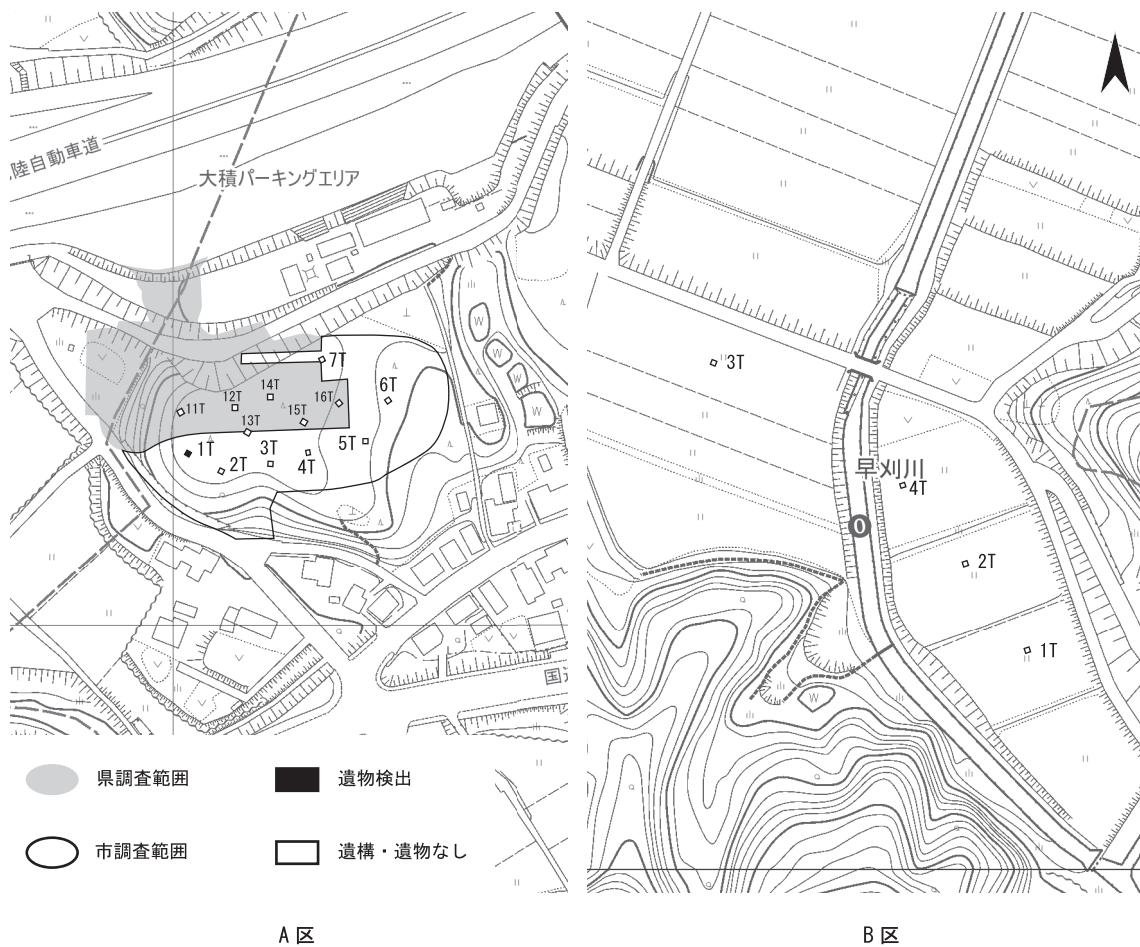 陸自動車道
大積パーキングエリア
7T
6T
14T
12T
16T
11T
15T
13T
5T
1T
3T
4T
2T
W
W
W
W
国
県調査範囲
遺物検出
市調査範囲
遺構・遺物なし
A区
3T
早刈川
4T
0
2T
1T
W
B区